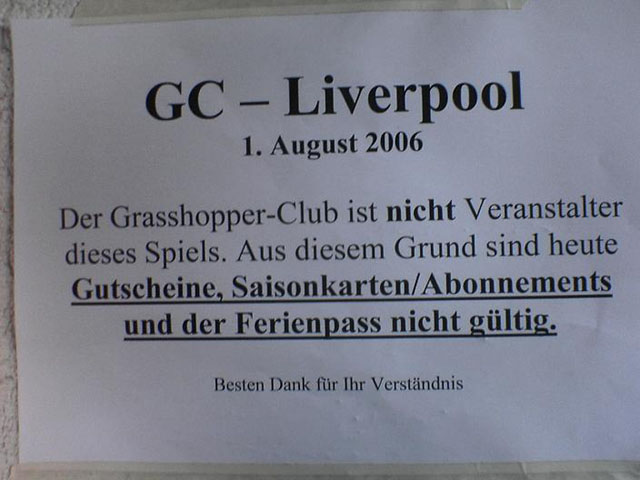 GC – Liverpool
1. August 2006
Der Grasshopper-Club ist nicht Veranstalter
dieses Spiels. Aus diesem Grund sind heute
Gutscheine, Saisonkarten/Abonnements
und der Ferienpass nicht gültig.
Besten Dank für Ihr Verständnis